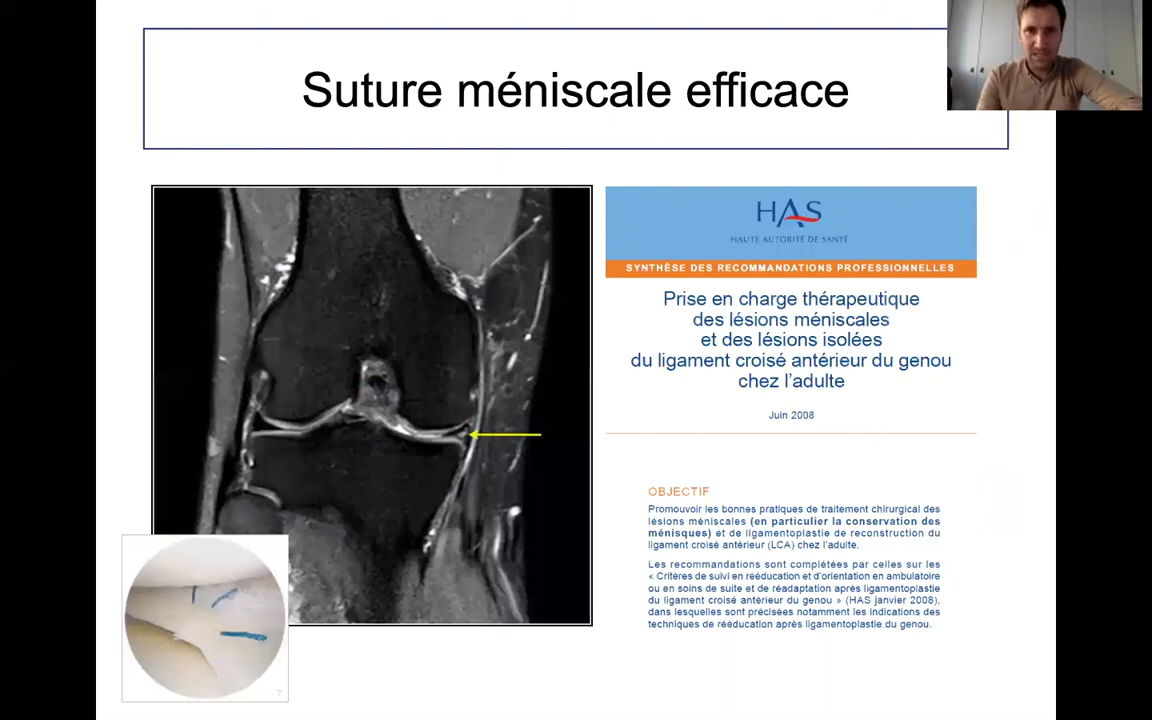 Suture méniscale efficace
HAS
HAUTE AUTORITÉ DE SANTÉ
SYNTHÈSE DES RECOMMANDATIONS PROFESSIONNELLES
Prise en charge thérapeutique
des lésions méniscales
et des lésions isolées
du ligament croisé antérieur du genou
chez l’adulte
Juin 2008
OBJECTIF
Promouvoir les bonnes pratiques de traitement chirurgical des
lésions méniscales (en particulier la conservation des
ménisques) et de ligamentoplastie de reconstruction du
ligament croisé antérieur (LCA) chez l’adulte.
Les recommandations sont complétées par celles sur les
« Critères de suivi en rééducation et d’orientation en ambulatoire
ou en soins de suite et de réadaptation après ligamentoplastie
du ligament croisé antérieur du genou » (HAS janvier 2008),
dans lesquelles sont précisées notamment les indications des
techniques de rééducation après ligamentoplastie du genou.
7